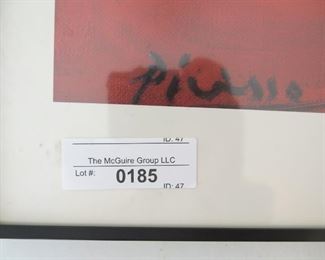 Picasso
ID: 47
The McGuire Group LLC
Lot #: 0185
ID: 47